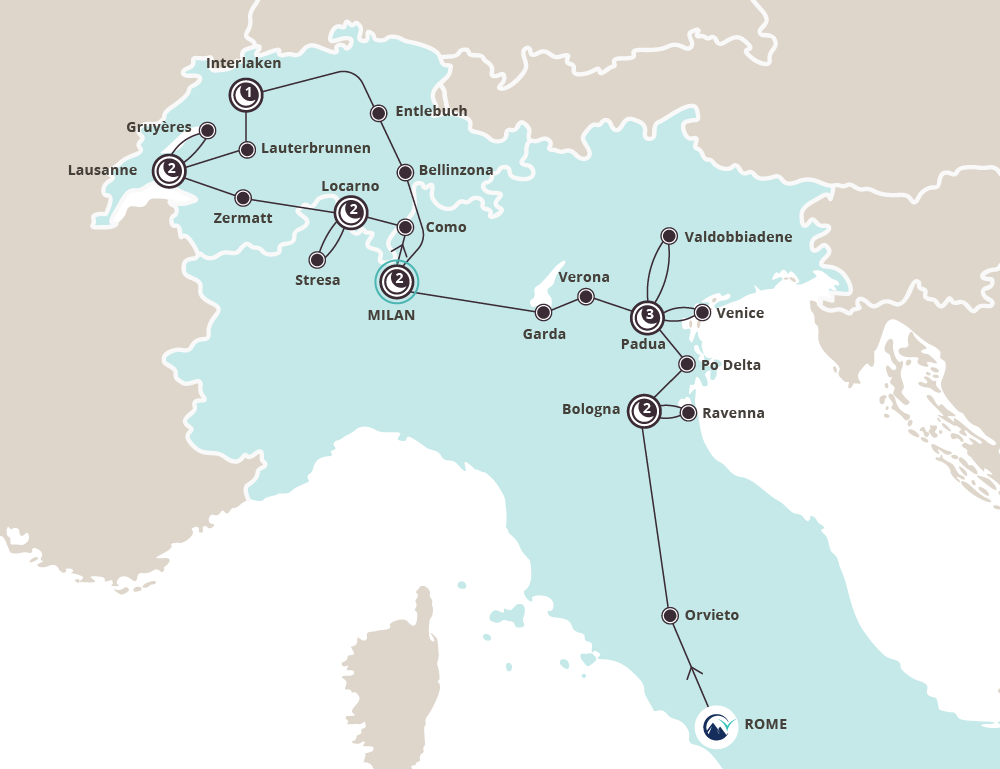 Interlaken
1
Entlebuch
Gruyères
Lauterbrunnen
Lausanne
2
Bellinzona
Locarno
2
Zermatt
Como
Valdobbiadene
Stresa
2
MILAN
Verona
Garda
3
Padua
Venice
Po Delta
Bologna
2
Ravenna
Orvieto
ROME